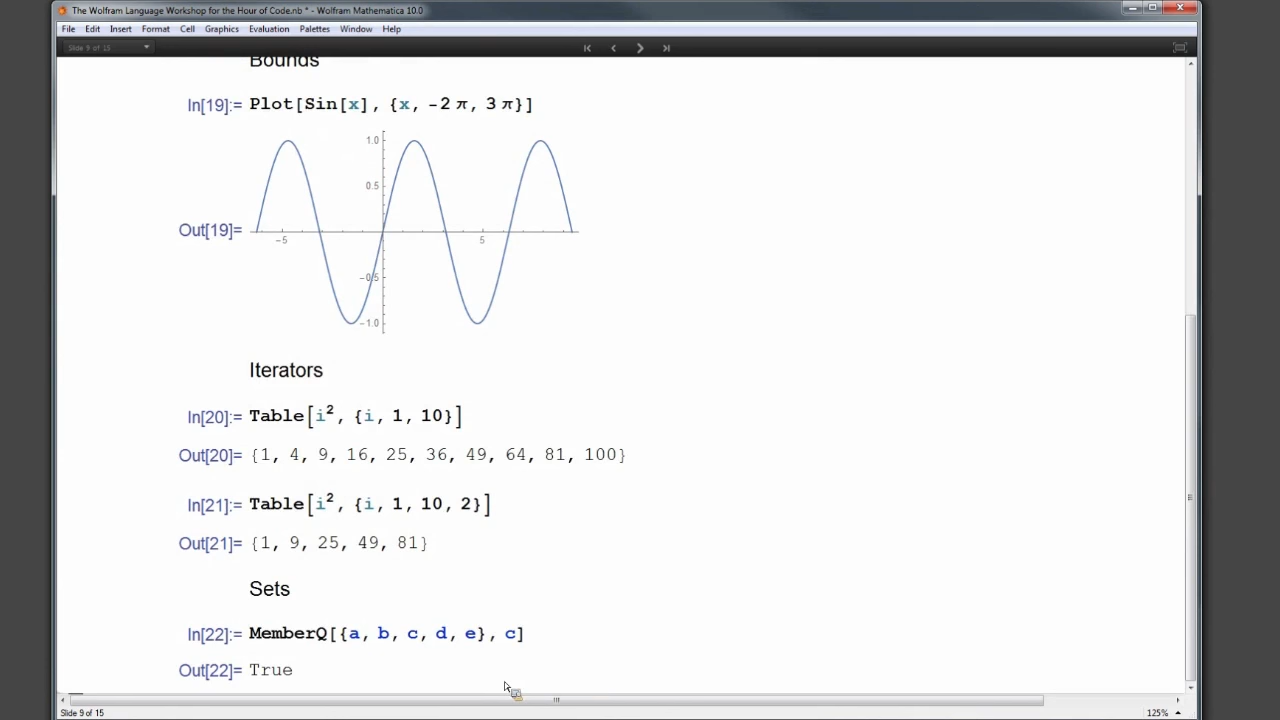 The Wolfram Language Workshop for the Hour of Code.nb * - Wolfram Mathematica 10.0
File Edit Insert Format Cell Graphics Evaluation Palettes Window Help
Slide 9 of 15
Bounds
In[19]:= Plot[Sin[x], {x, -2 π, 3 π}]
1.0
0.5
Out[19]=
-5 5
-0.5
-1.0
Iterators
In[20]:= Table[i², {i, 1, 10}]
Out[20]= {1, 4, 9, 16, 25, 36, 49, 64, 81, 100}
In[21]:= Table[i², {i, 1, 10, 2}]
Out[21]= {1, 9, 25, 49, 81}
Sets
In[22]:= MemberQ[{a, b, c, d, e}, c]
Out[22]= True
Slide 9 of 15 125%